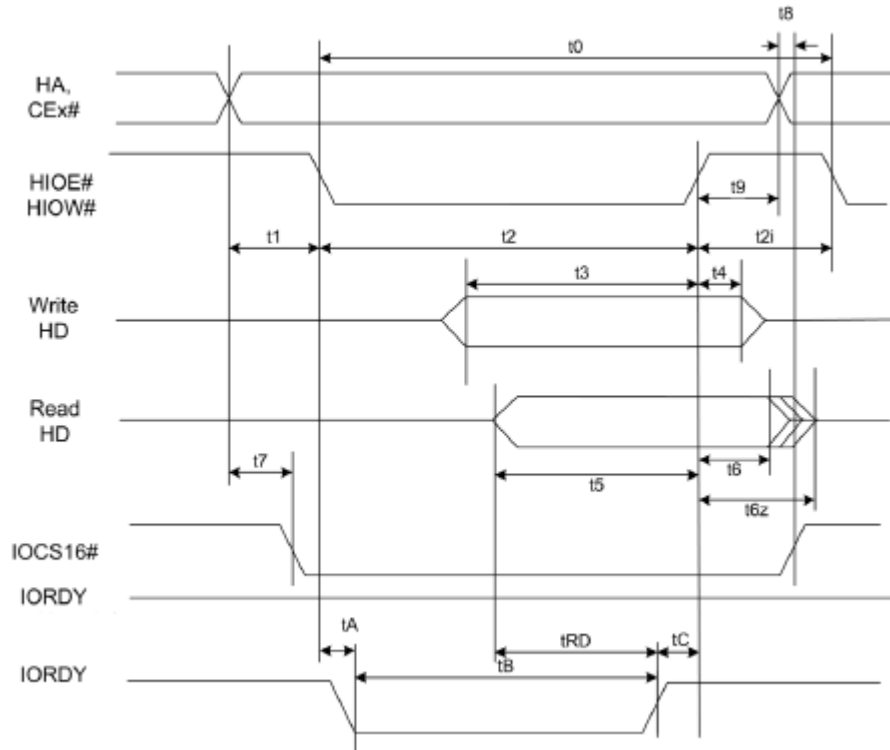 t8
t0
HA,
CEx#
HIOE#
HIOW#
t9
t1
t2
t2i
t3
t4
Write
HD
Read
HD
t7
t5
t6
t6z
IOCS16#
IORDY
tA
tRD
tC
tB
IORDY